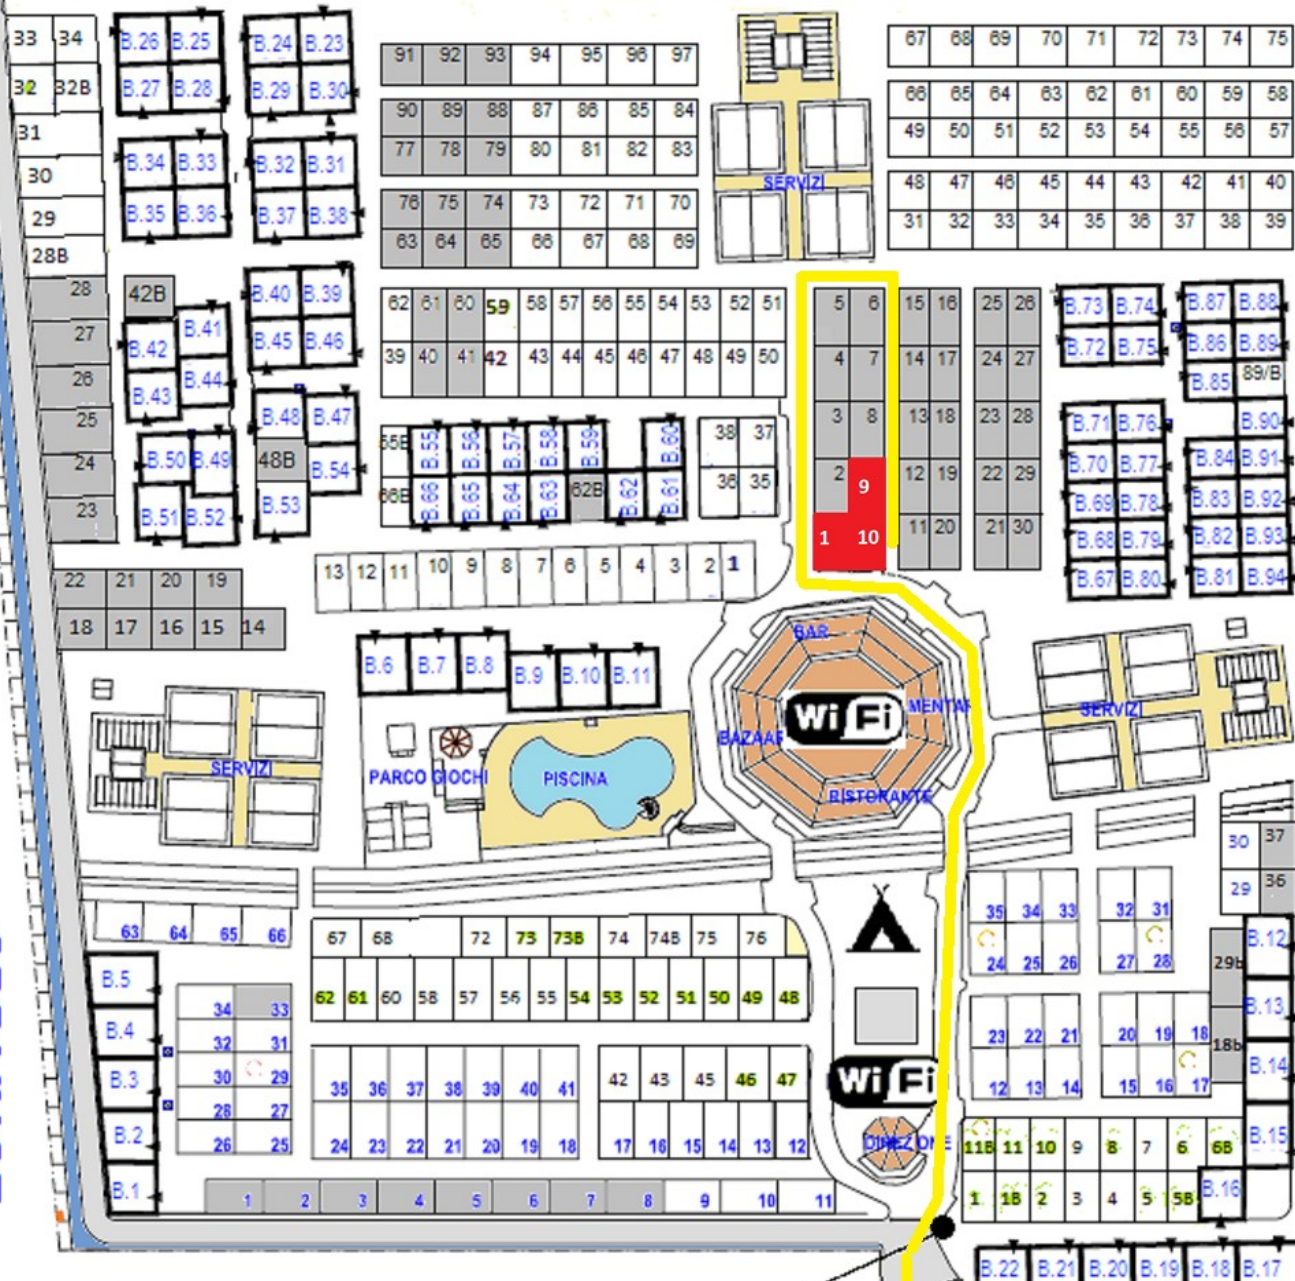 33 34
32 32B
31
30
29
28B
28
27
26
25
24
23
22 21 20 19
18 17 16 15 14
B.26 B.25
B.27 B.28
B.24 B.23
B.29 B.30
B.34 B.33
B.35 B.36
B.32 B.31
B.37 B.38
42B
B.41
B.42
B.44
B.43
B.40 B.39
B.45 B.46
B.48 B.47
48B
B.54
B.53
B.50 B.49
B.51 B.52
91 92 93 94 95 96 97
90 89 88 87 86 85 84
77 78 79 80 81 82 83
76 75 74 73 72 71 70
63 64 65 66 67 68 69
62 61 60 59 58 57 56 55 54 53 52 51
39 40 41 42 43 44 45 46 47 48 49 50
55B B.55 B.56 B.57 B.58 B.59 B.60
66B B.66 B.65 B.64 B.63 62B B.62 B.61
38 37
36 35
13 12 11 10 9 8 7 6 5 4 3 2 1
SERVIZI
67 68 69 70 71 72 73 74 75
66 65 64 63 62 61 60 59 58
49 50 51 52 53 54 55 56 57
48 47 46 45 44 43 42 41 40
31 32 33 34 35 36 37 38 39
5 6 15 16 25 26
4 7 14 17 24 27
3 8 13 18 23 28
2 9 12 19 22 29
1 10 11 20 21 30
B.73 B.74
B.72 B.75
B.87 B.88
B.86 B.89
B.85 89/B
B.90
B.71 B.76
B.70 B.77
B.69 B.78
B.68 B.79
B.67 B.80
B.84 B.91
B.83 B.92
B.82 B.93
B.81 B.94
B.6 B.7 B.8
B.9 B.10 B.11
SERVIZI
PARCO GIOCHI
PISCINA
BAR
MENTAR
BAZAAR
Wi Fi
RISTORANTE
SERVIZI
30 37
29 36
63 64 65 66
67 68 72 73 73B 74 74B 75 76
62 61 60 58 57 56 55 54 53 52 51 50 49 48
B.5
B.4
B.3
B.2
B.1
34 33
32 31
30 29
28 27
26 25
35 36 37 38 39 40 41
24 23 22 21 20 19 18
42 43 45 46 47
17 16 15 14 13 12
1 2 3 4 5 6 7 8 9 10 11
Wi Fi
DIREZIONE
35 34 33
24 25 26
32 31
27 28
23 22 21
12 13 14
20 19 18
15 16 17
29b
18b
B.12
B.13
B.14
B.15
B.16
11B 11 10 9 8 7 6 6B
1 1B 2 3 4 5 5B
B.22 B.21 B.20 B.19 B.18 B.17